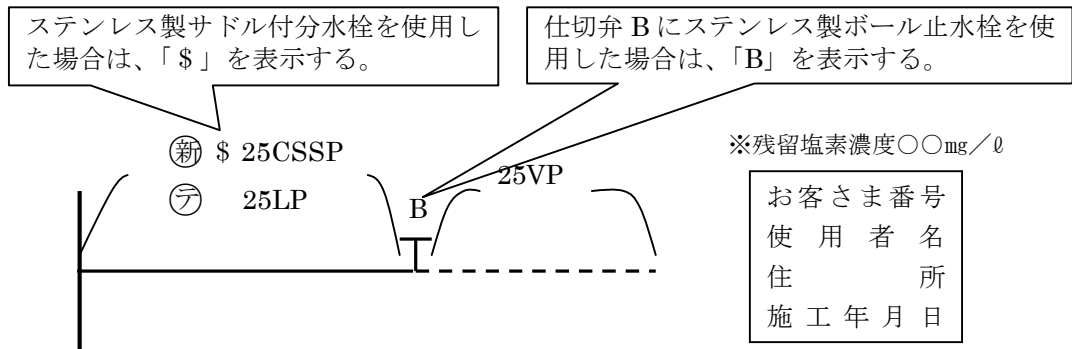 ステンレス製サドル付分水栓を使用し
た場合は、「＄」を表示する。
仕切弁 B にステンレス製ボール止水栓を使
用した場合は、「B」を表示する。
㊟新 $ 25CSSP
㋢ 25LP
B
25VP
※残留塩素濃度○○㎎／ℓ
お客さま番号
使用者名
住所
施工年月日